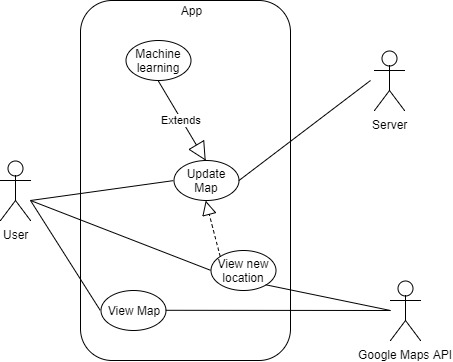 App
Machine
learning
Server
Extends
Update
Map
User
View new
location
View Map
Google Maps API